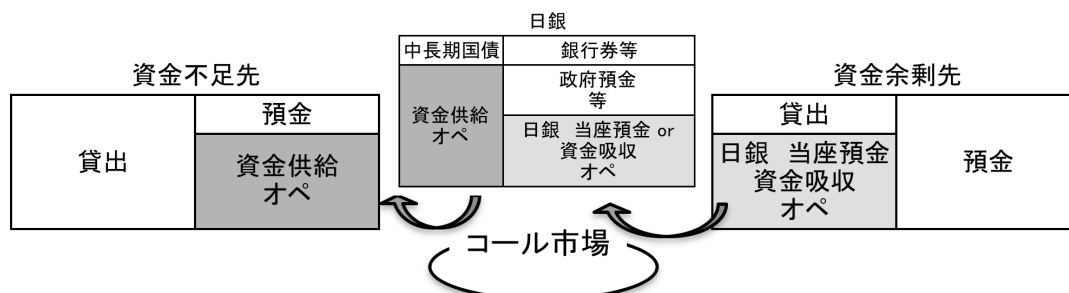 日銀
中長期国債
銀行券等
資金供給
オペ
政府預金
等
日銀 当座預金 or
資金吸収
オペ
資金不足先
貸出
預金
資金供給
オペ
資金余剰先
貸出
日銀 当座預金
資金吸収
オペ
預金
コール市場